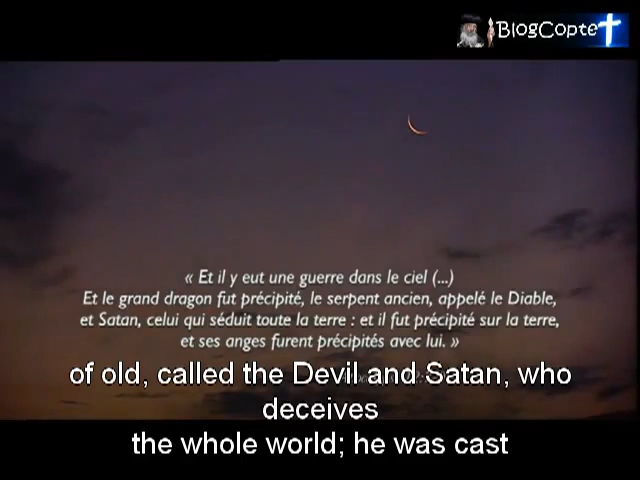 BlogCopte
« Et il y eut une guerre dans le ciel (...)
Et le grand dragon fut précipité, le serpent ancien, appelé le Diable,
et Satan, celui qui séduit toute la terre : et il fut précipité sur la terre,
et ses anges furent précipités avec lui. »
of old, called the Devil and Satan, who
deceives
the whole world; he was cast